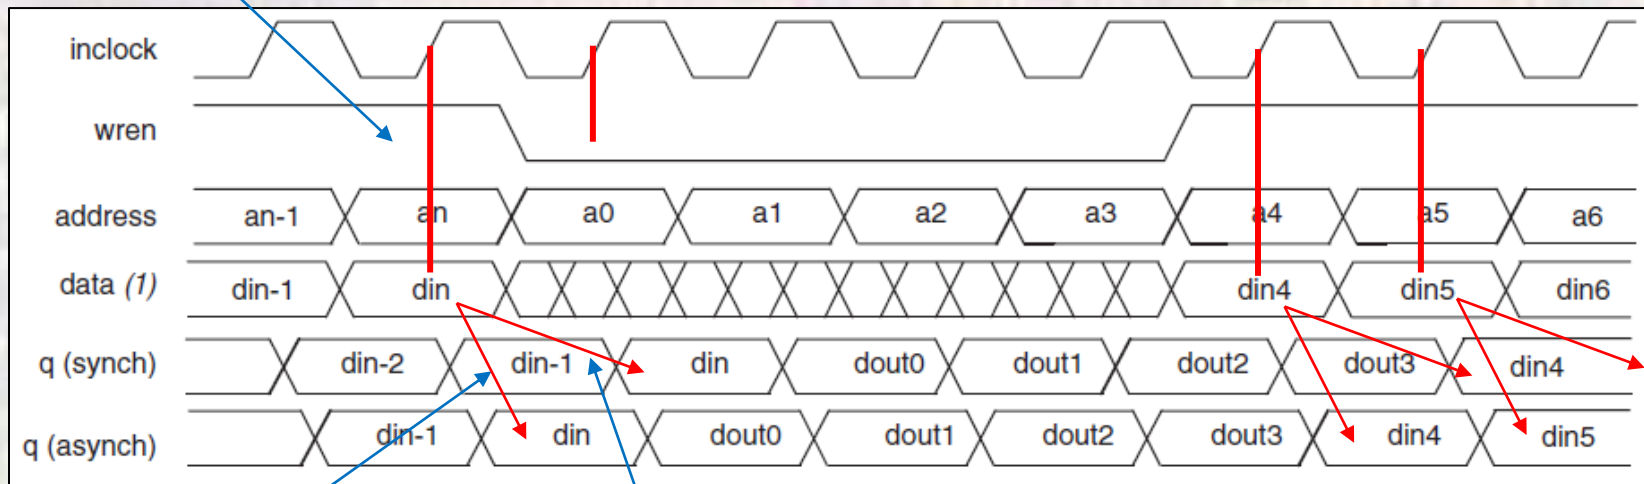 inclock
wren
address an-1 an a0 a1 a2 a3 a4 a5 a6
data (1) din-1 din din4 din5 din6
q (synch) din-2 din-1 din dout0 dout1 dout2 dout3 din4
q (asynch) din-1 din dout0 dout1 dout2 dout3 din4 din5